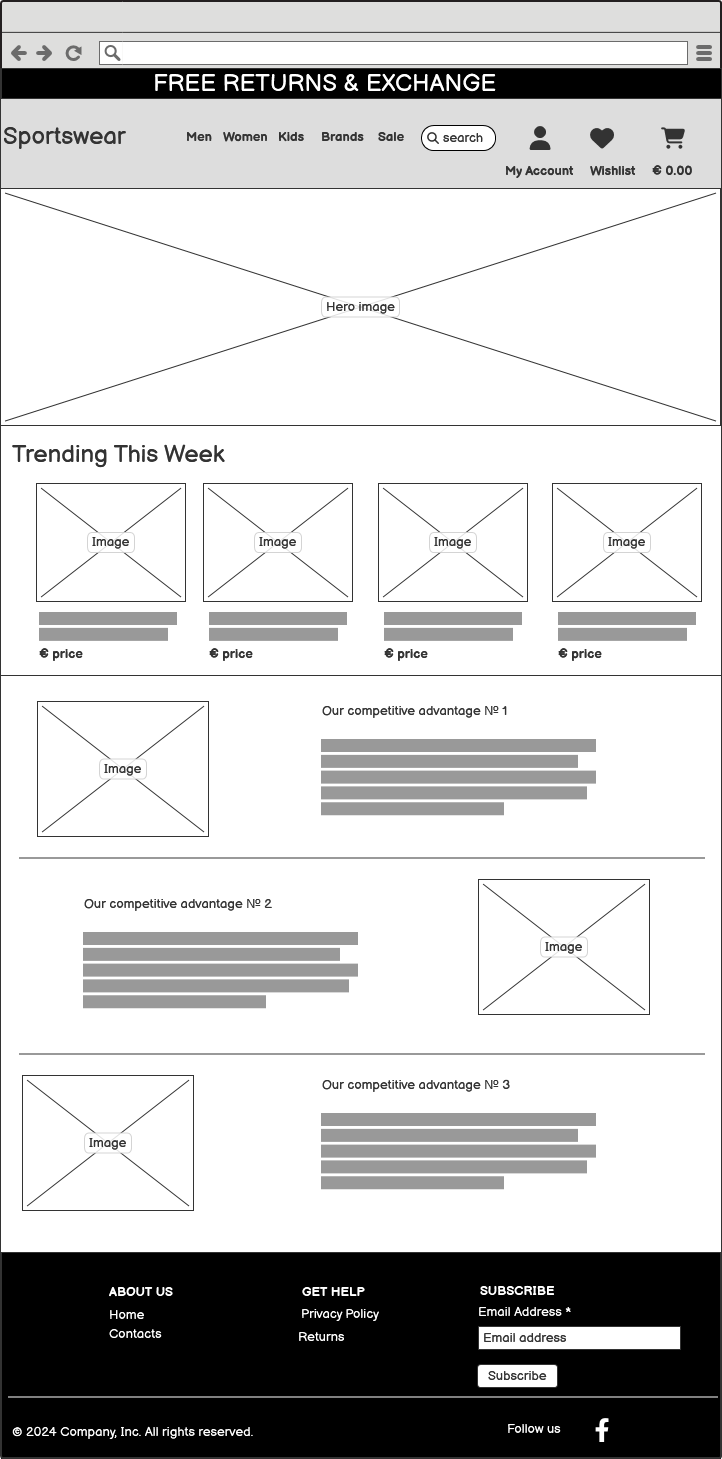 FREE RETURNS & EXCHANGE
Sportswear
Men Women Kids Brands Sale
search
My Account Wishlist € 0.00
Hero image
Trending This Week
Image Image Image Image
€ price € price € price € price
Image
Our competitive advantage № 1
Our competitive advantage № 2
Image
Our competitive advantage № 3
Image
ABOUT US
Home
Contacts
GET HELP
Privacy Policy
Returns
SUBSCRIBE
Email Address *
Email address
Subscribe
© 2024 Company, Inc. All rights reserved.
Follow us